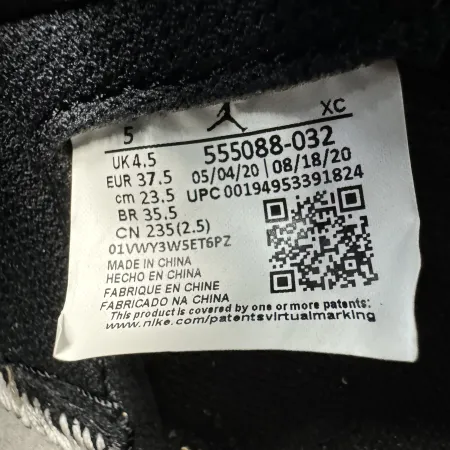 5 XC
UK 4.5 555088-032
EUR 37.5 05/04/20 08/18/20
cm 23.5 UPC 00194953391824
BR 35.5
CN 235(2.5)
01VWY3W5ET6PZ
MADE IN CHINA
HECHO EN CHINA
FABRIQUE EN CHINE
FABRICADO NA CHINA
This product is covered by one or more patents:
www.nike.com/patentsvirtualmarking